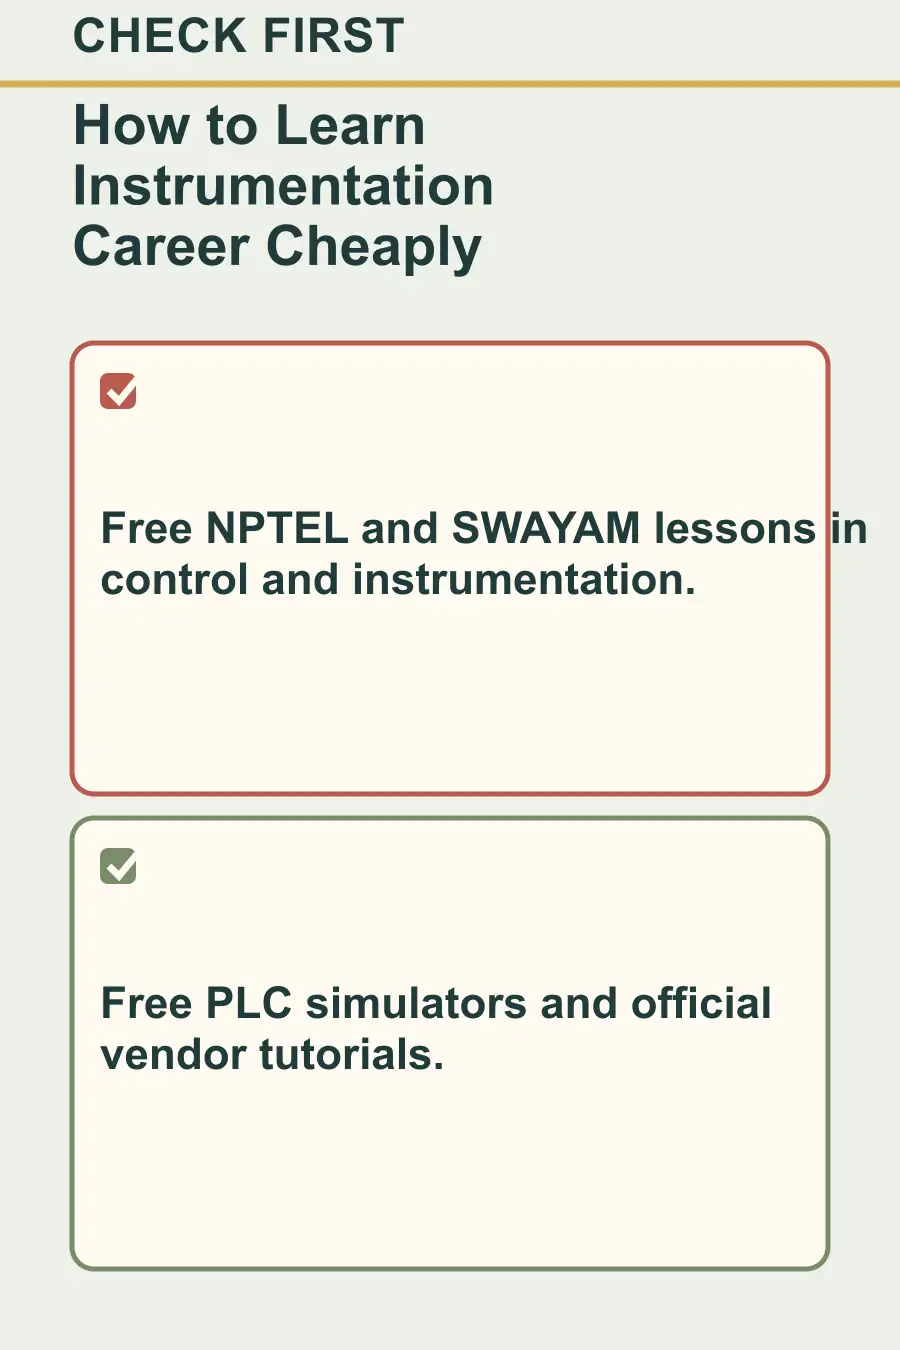 CHECK FIRST
How to Learn
Instrumentation
Career Cheaply
Free NPTEL and SWAYAM lessons in
control and instrumentation.
Free PLC simulators and official
vendor tutorials.